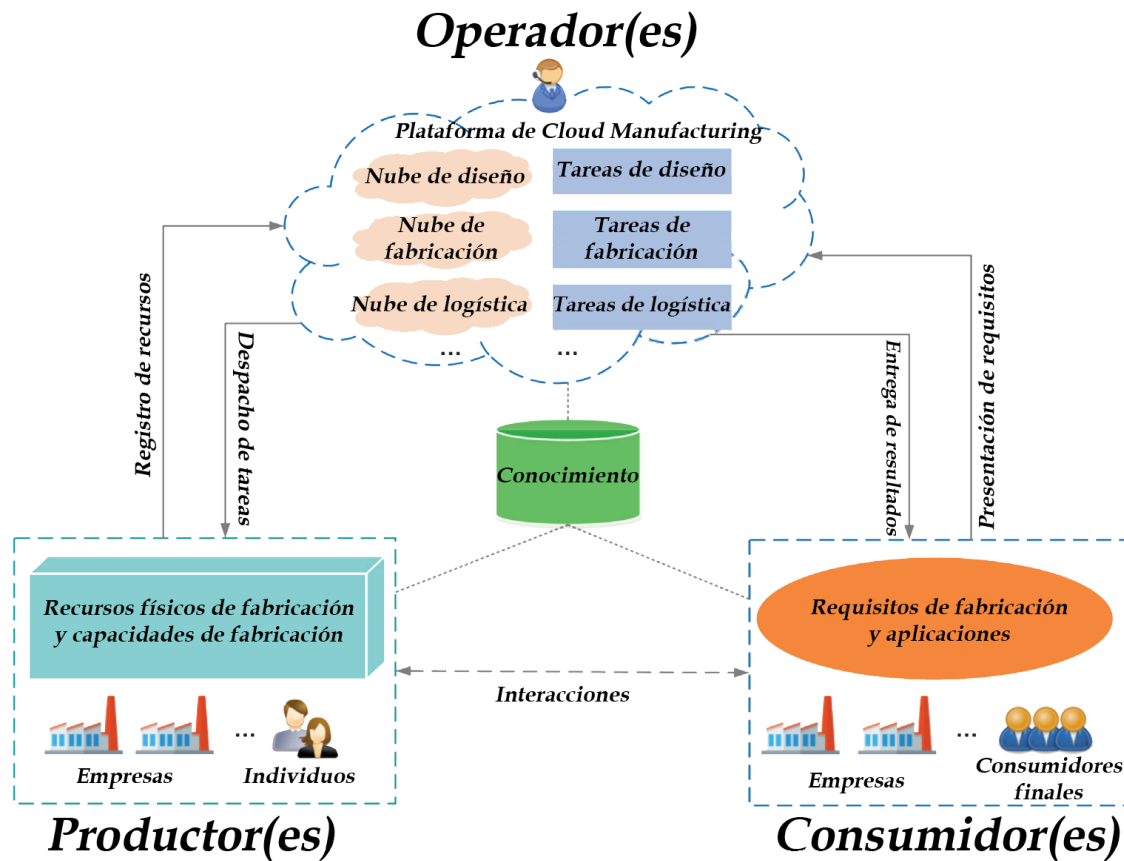 Operador(es)
Plataforma de Cloud Manufacturing
Nube de diseño
Tareas de diseño
Nube de
fabricación
Tareas de
fabricación
Nube de logística
Tareas de logística
...
...
Registro de recursos
Despacho de tareas
Entrega de resultados
Presentación de requisitos
Conocimiento
Recursos físicos de fabricación
y capacidades de fabricación
Requisitos de fabricación
y aplicaciones
Interacciones
...
Empresas
Individuos
...
Empresas
Consumidores
finales
Productor(es)
Consumidor(es)